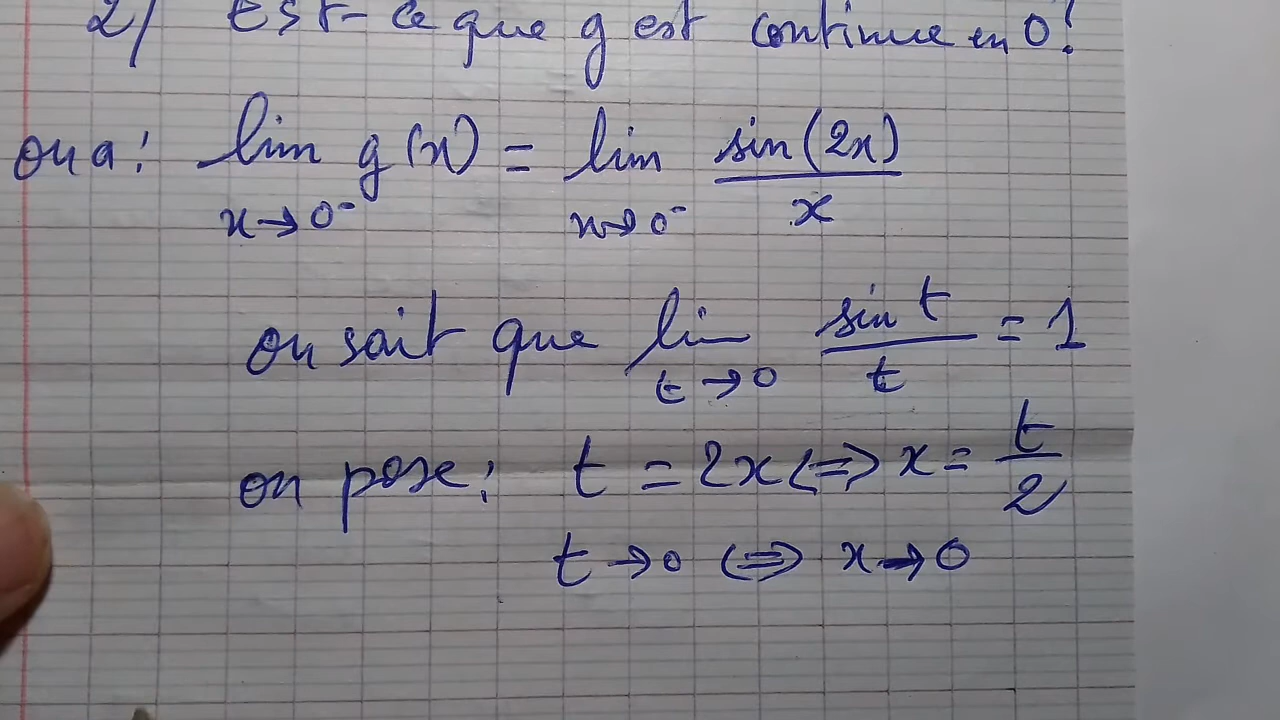 2/ Est-ce que g est continue en 0?
on a: lim g(x) = lim sin(2x)/x
x→0⁻ x→0⁻
on sait que lim sin t/t = 1
t→0
on pose: t = 2x <=> x = t/2
t→0 <=> x→0